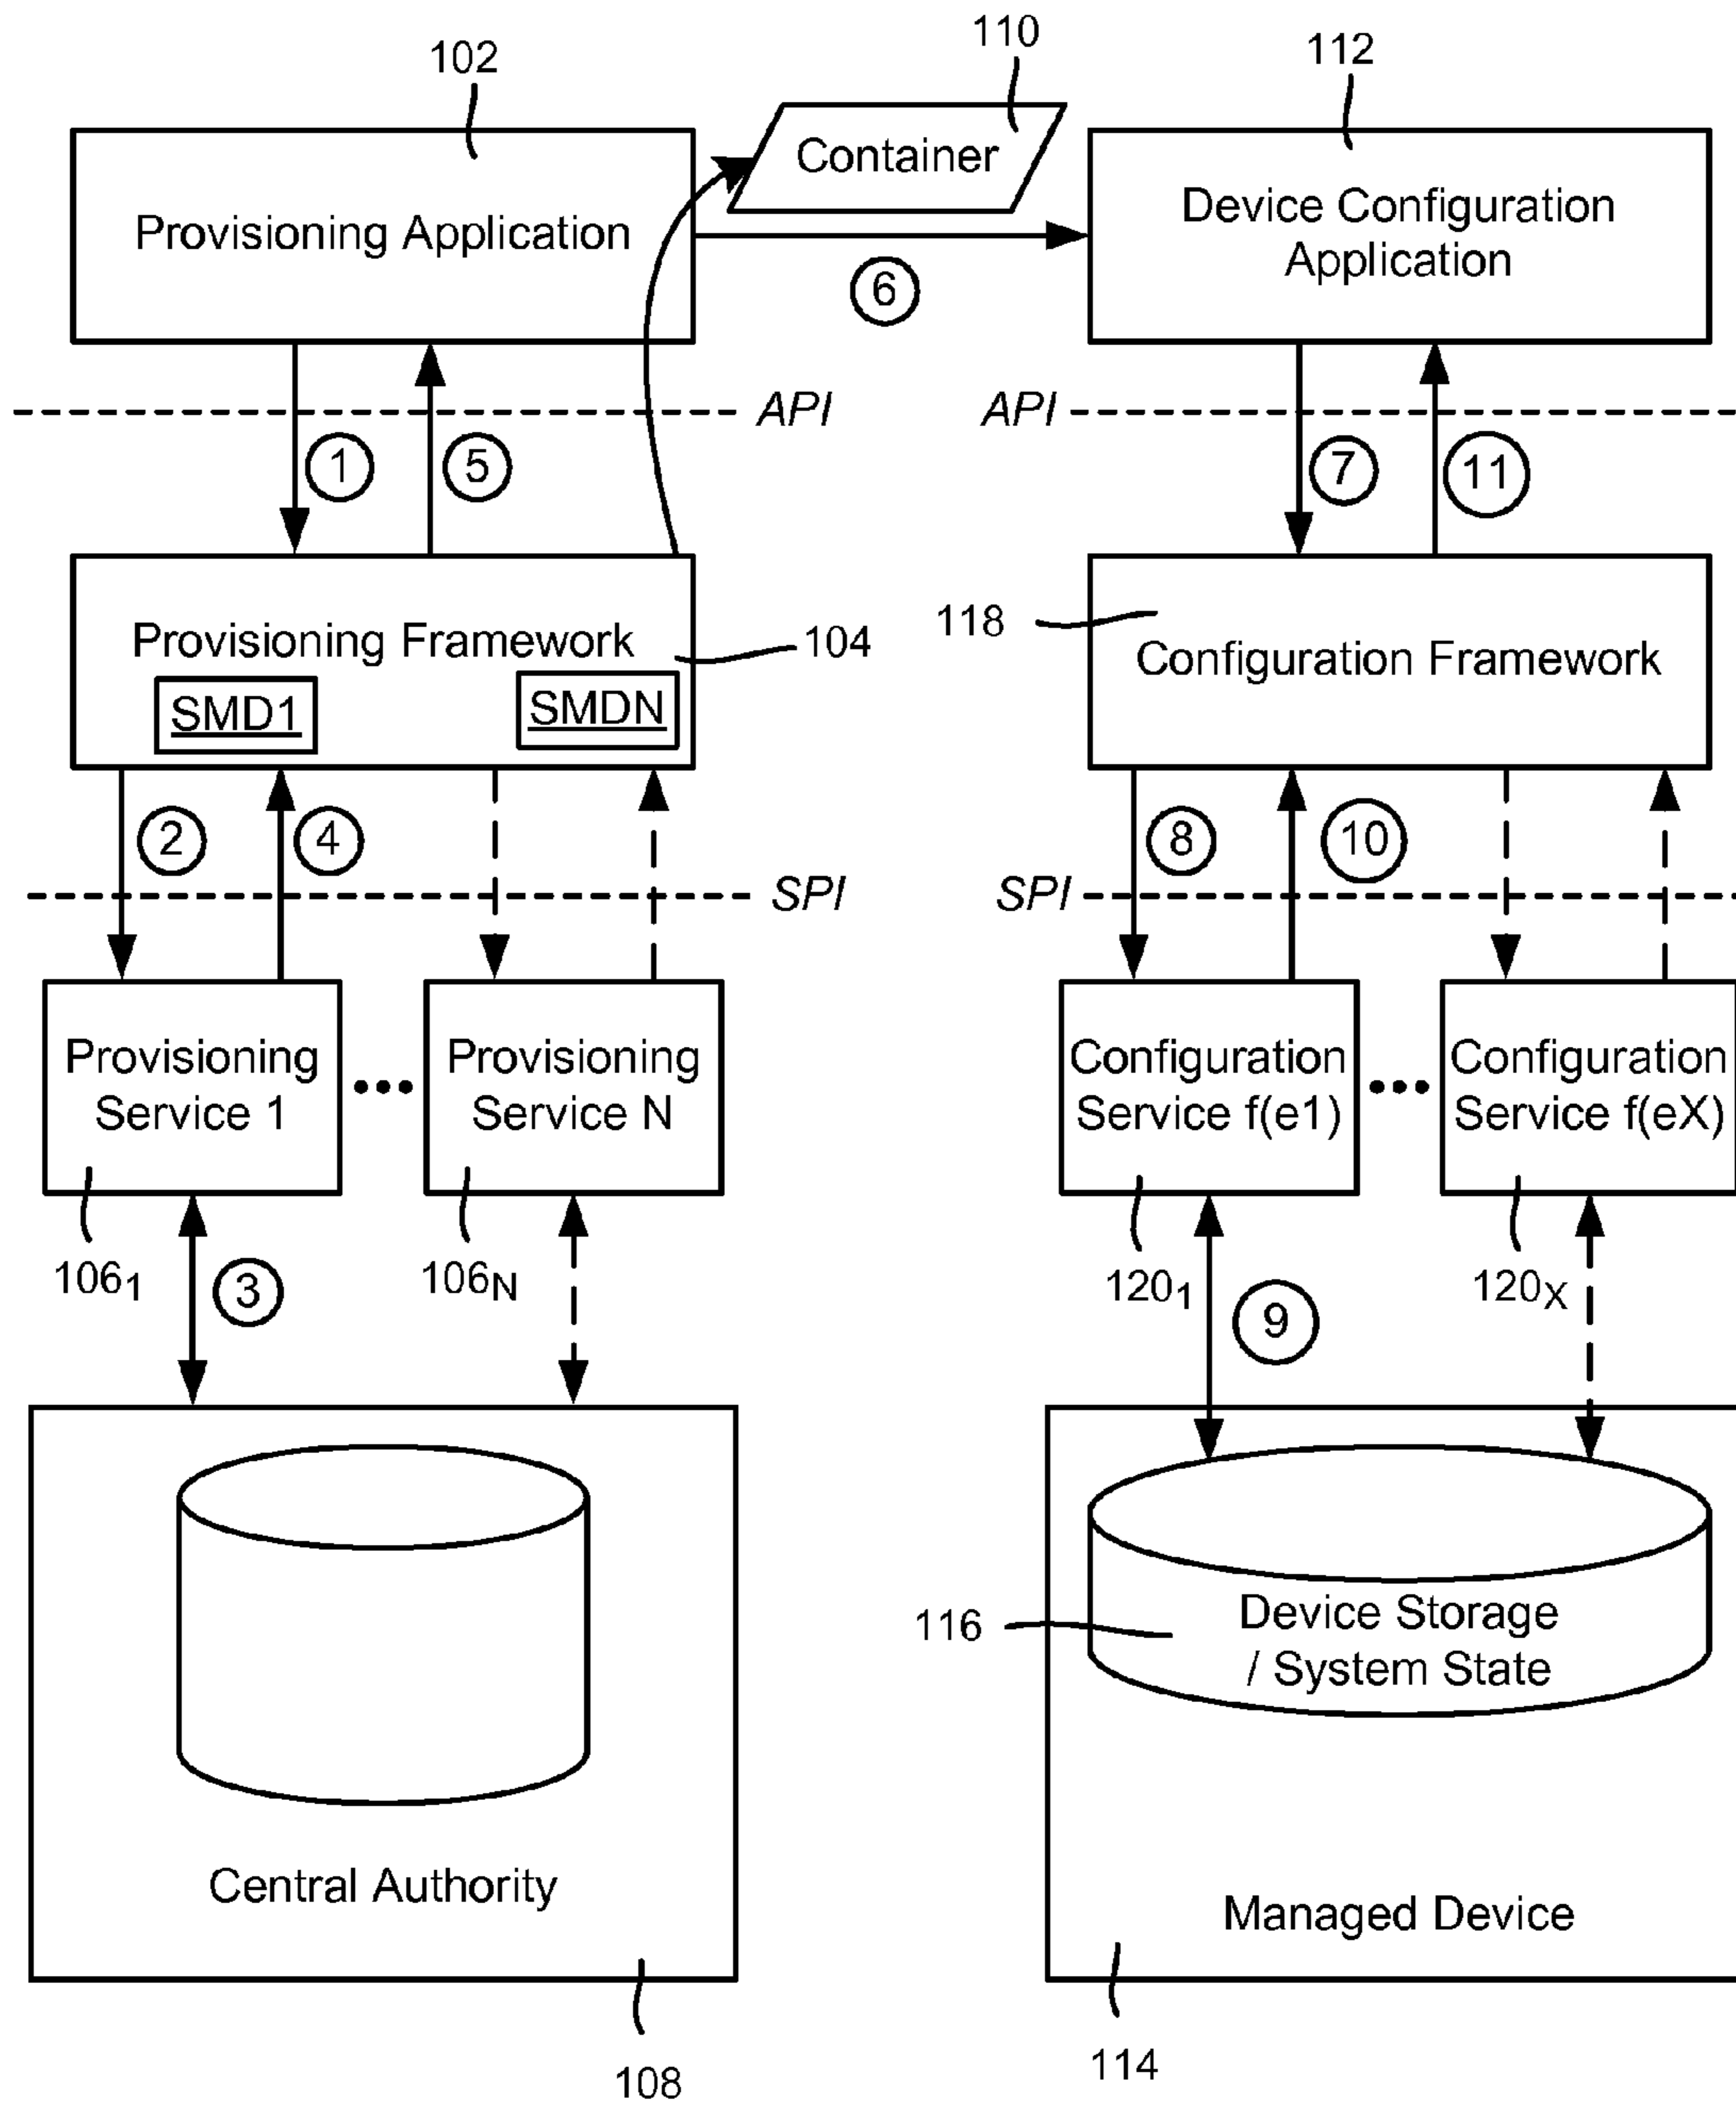 110
102
112
Container
Provisioning Application
Device Configuration
Application
6
API
API
1
5
7
11
Provisioning Framework
104
118
Configuration Framework
SMD1
SMDN
2
4
8
10
SPI
SPI
Provisioning
Service 1
Provisioning
Service N
Configuration
Service f(e1)
Configuration
Service f(eX)
106₁
3
106N
120₁
120X
9
116
Device Storage
/ System State
Central Authority
Managed Device
108
114